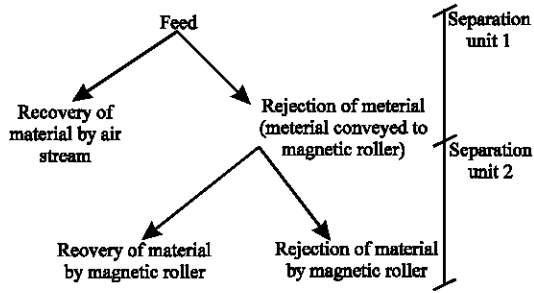 Feed
Separation
unit 1
Recovery of
material by air
stream
Rejection of meterial
(meterial conveyed to
magnetic roller)
Separation
unit 2
Reovery of material
by magnetic roller
Rejection of material
by magnetic roller